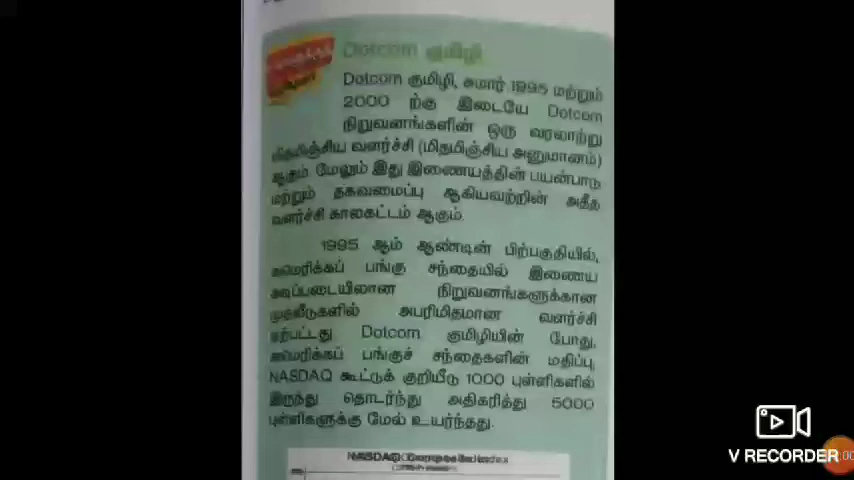 Dotcom குமிழி
Dotcom குமிழி, சுமார் 1995 மற்றும்
2000 ற்கு இடையே Dotcom
நிறுவனங்களின் ஒரு வரலாற்று
மிதமிஞ்சிய வளர்ச்சி (மிதமிஞ்சிய அனுமானம்)
ஆகும். மேலும் இது இணையத்தின் பயன்பாடு
மற்றும் தகவமைப்பு ஆகியவற்றின் அதீத
வளர்ச்சி காலகட்டம் ஆகும்.
1995 ஆம் ஆண்டின் பிற்பகுதியில்,
அமெரிக்கப் பங்கு சந்தையில் இணைய
அடிப்படையிலான நிறுவனங்களுக்கான
முதலீடுகளில் அபரிமிதமான வளர்ச்சி
ஏற்பட்டது Dotcom குமிழியின் போது,
அமெரிக்கப் பங்குச் சந்தைகளின் மதிப்பு,
NASDAQ கூட்டுக் குறியீடு 1000 புள்ளிகளில்
இருந்து தொடர்ந்து அதிகரித்து 5000
புள்ளிகளுக்கு மேல் உயர்ந்தது.
NASDAQ
V RECORDER